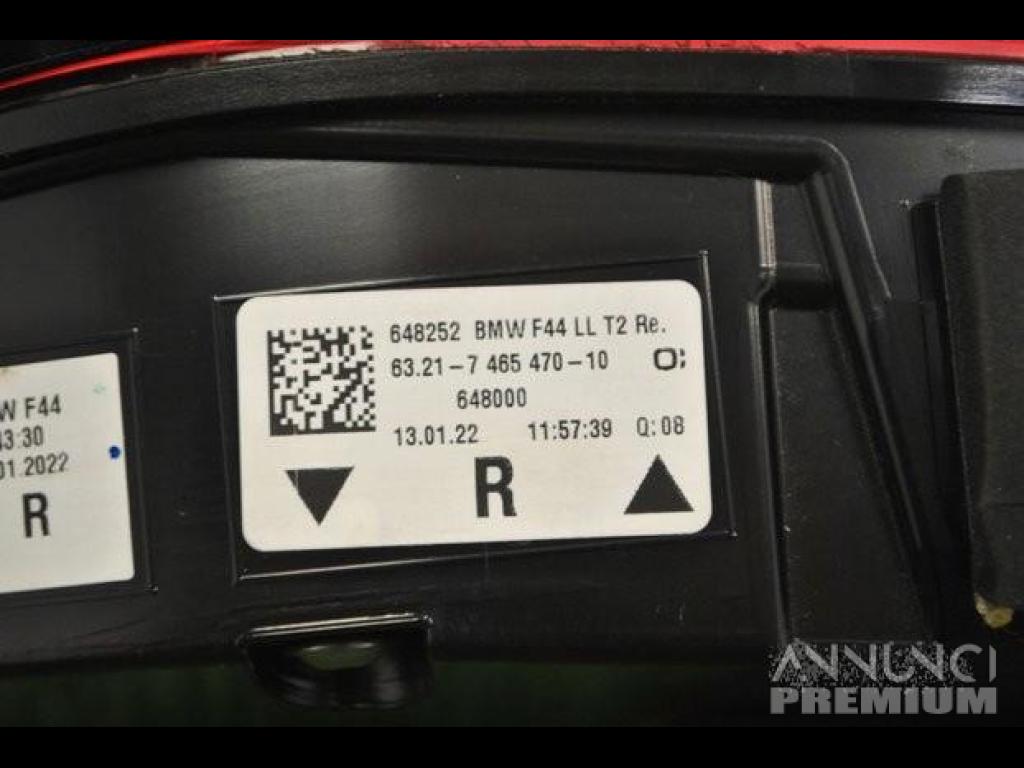 648252 BMW F44 LL T2 Re.
63.21-7 465 470-10
648000
13.01.22 11:57:39 Q:08
R
F44
3:30
01.2022
R
ANNUNCI
PREMIUM